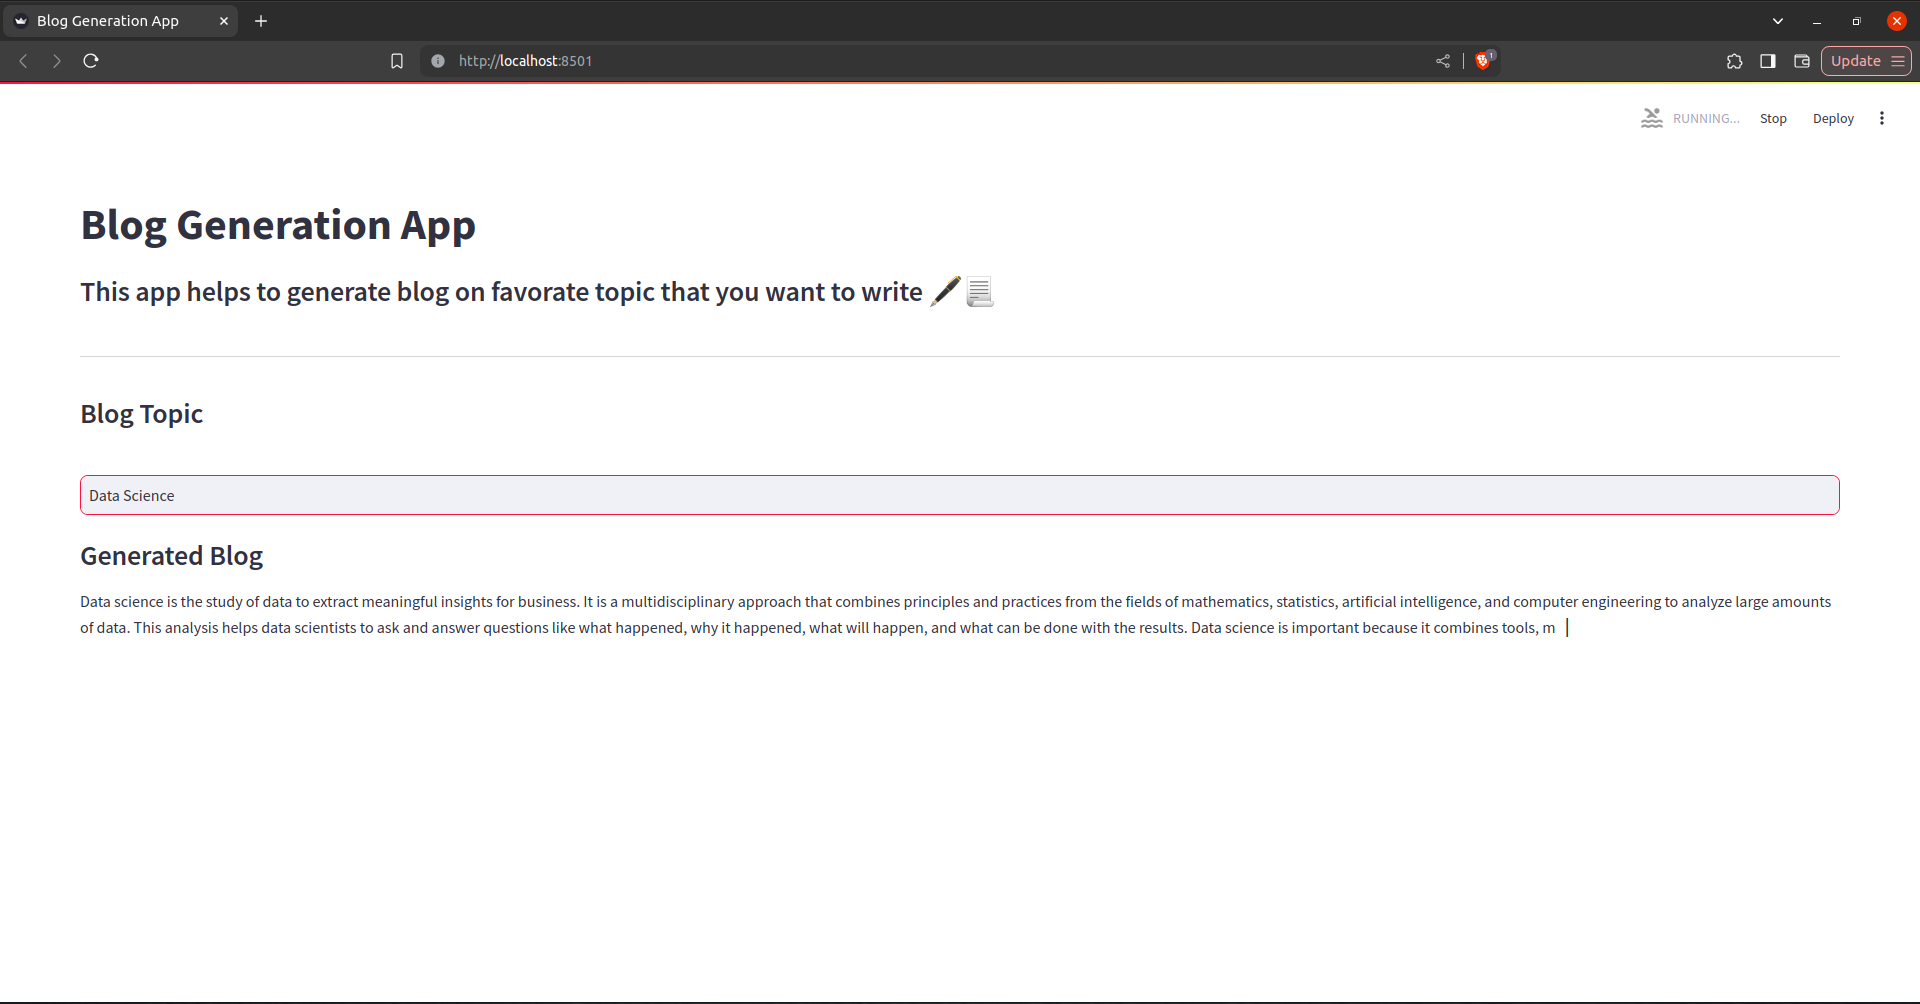 Blog Generation App
http://localhost:8501
1
Update
RUNNING...
Stop
Deploy
Blog Generation App
This app helps to generate blog on favorate topic that you want to write
Blog Topic
Data Science
Generated Blog
Data science is the study of data to extract meaningful insights for business. It is a multidisciplinary approach that combines principles and practices from the fields of mathematics, statistics, artificial intelligence, and computer engineering to analyze large amounts
of data. This analysis helps data scientists to ask and answer questions like what happened, why it happened, what will happen, and what can be done with the results. Data science is important because it combines tools, m